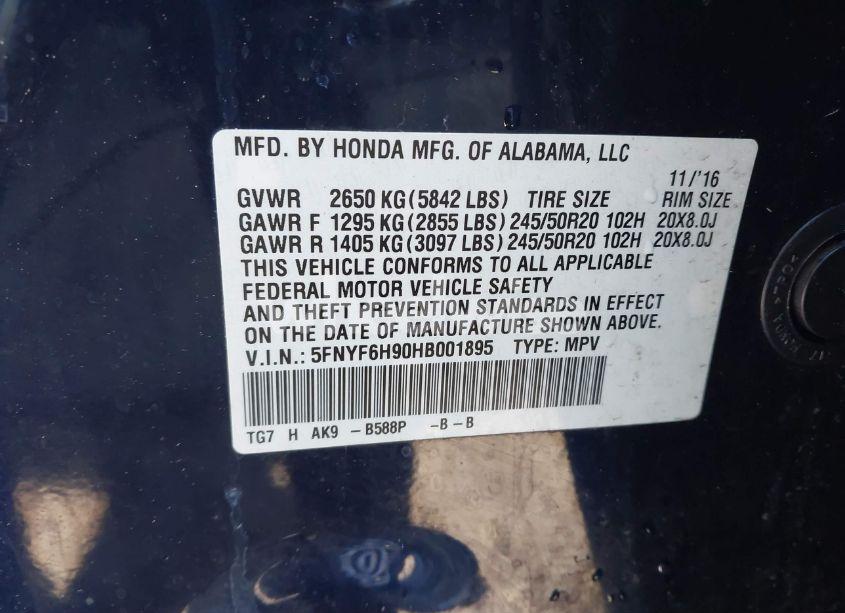 MFD. BY HONDA MFG. OF ALABAMA, LLC
11/'16
GVWR 2650 KG (5842 LBS) TIRE SIZE RIM SIZE
GAWR F 1295 KG (2855 LBS) 245/50R20 102H 20X8.0J
GAWR R 1405 KG (3097 LBS) 245/50R20 102H 20X8.0J
THIS VEHICLE CONFORMS TO ALL APPLICABLE
FEDERAL MOTOR VEHICLE SAFETY
AND THEFT PREVENTION STANDARDS IN EFFECT
ON THE DATE OF MANUFACTURE SHOWN ABOVE.
V.I.N.: 5FNYF6H90HB001895 TYPE: MPV
TG7 H AK9 -B588P -B-B